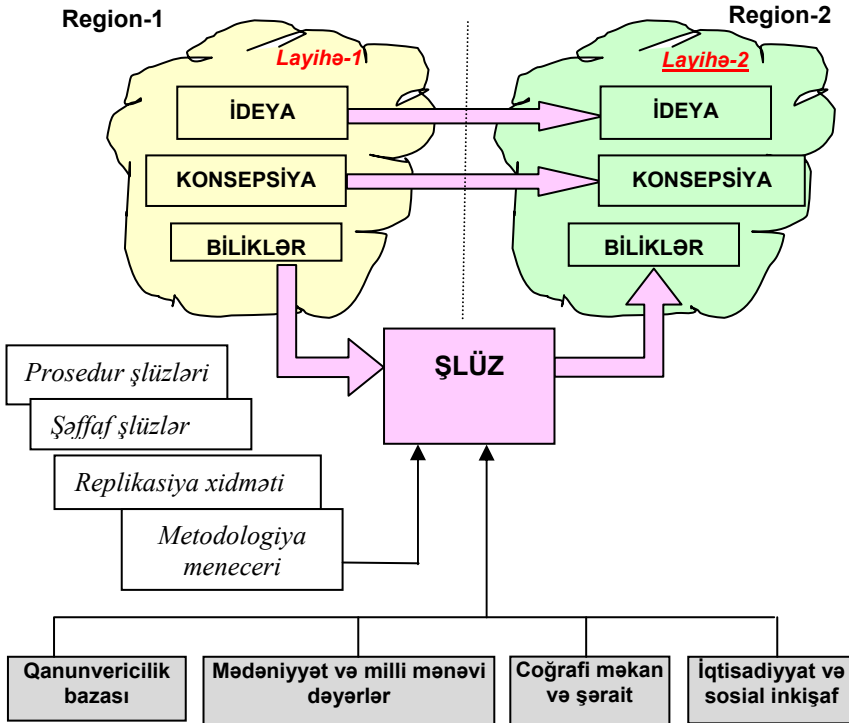 Region-1
Region-2
Layihə-1
Layihə-2
İDEYA
İDEYA
KONSEPSİYA
KONSEPSİYA
BİLİKLƏR
BİLİKLƏR
ŞLÜZ
Prosedur şlüzləri
Şəffaf şlüzlər
Replikasiya xidməti
Metodologiya
meneceri
Qanunvericilik
bazası
Mədəniyyət və milli mənəvi
dəyərlər
Coğrafi məkan
və şərait
İqtisadiyyat və
sosial inkişaf